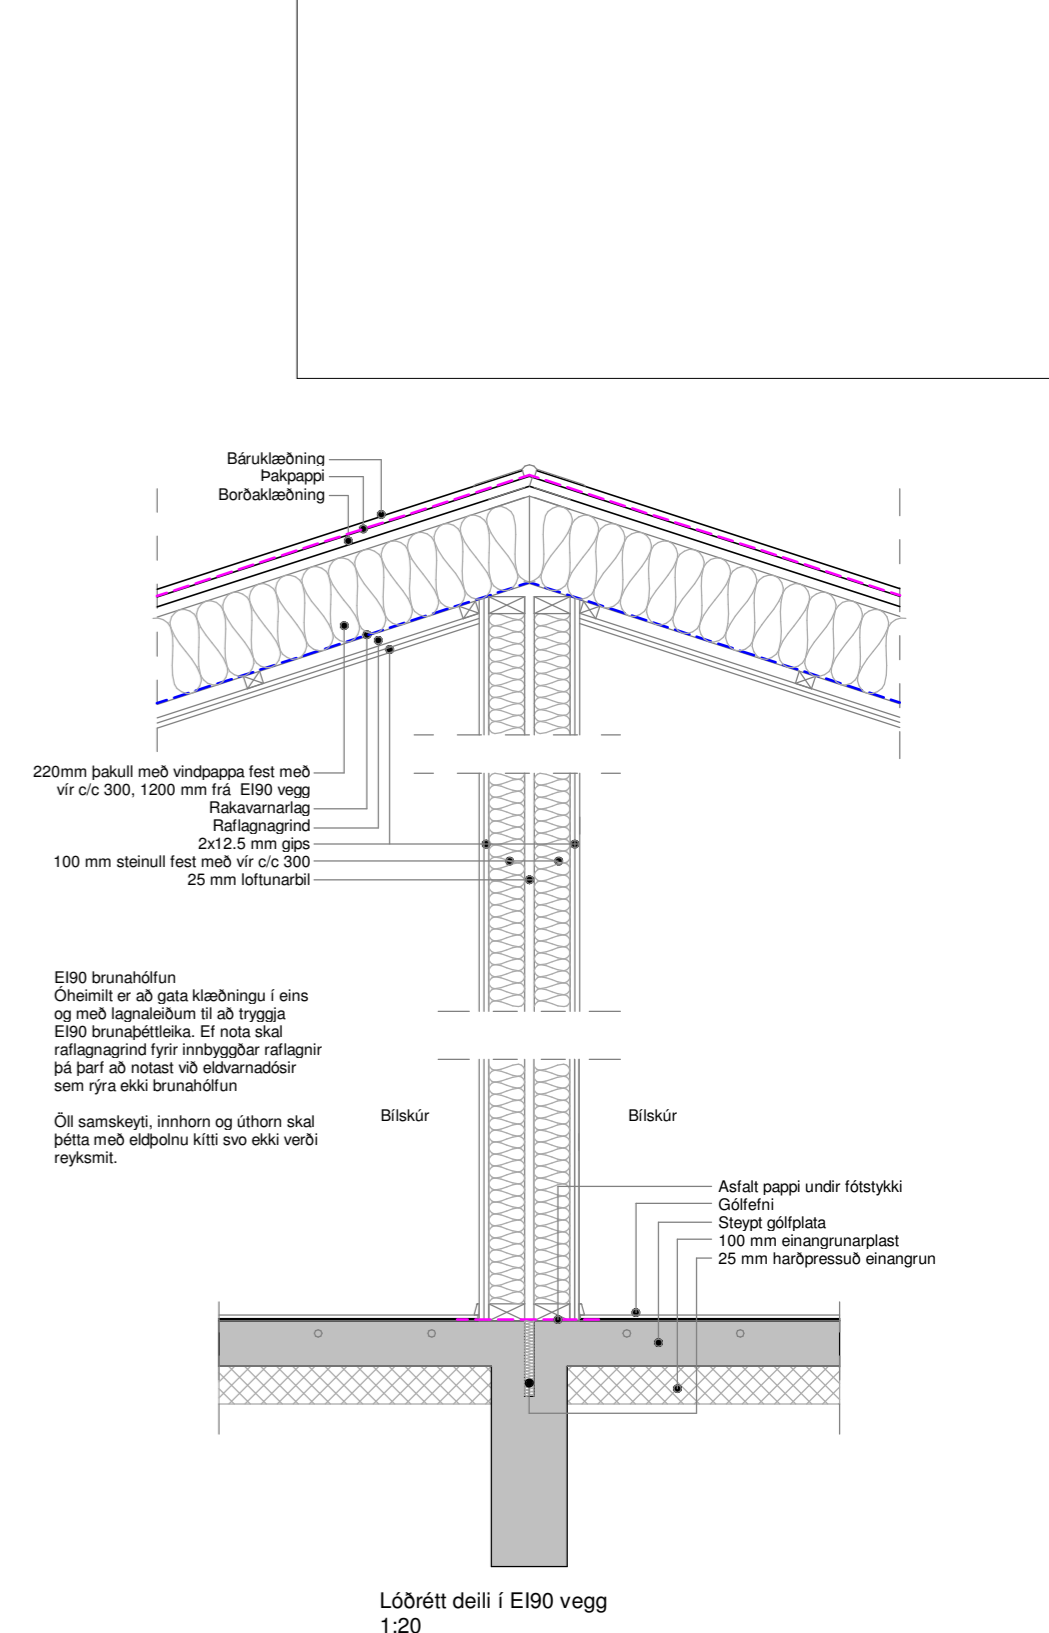 Báruklæðning
Þakpappi
Borðaklæðning
220mm þakull með vindpappa fest með
vír c/c 300, 1200 mm frá EI90 vegg
Rakavarnarlag
Raflagnagrind
2x12.5 mm gips
100 mm steinull fest með vír c/c 300
25 mm loftunarbil
EI90 brunahólfun
Óheimilt er að gata klæðningu í eins
og með lagnaleiðum til að tryggja
EI90 brunaþéttleika. Ef nota skal
raflagnagrind fyrir innbyggðar raflagnir
þá þarf að notast við eldvarnadósir
sem rýra ekki brunahólfun
Öll samskeyti, innhorn og úthorn skal
þétta með eldþolnu kítti svo ekki verði
reyksmit.
Bílskúr
Bílskúr
Asfalt pappi undir fótstykki
Gólfefni
Steypt gólfplata
100 mm einangrunarplast
25 mm harðpressuð einangrun
Lóðrétt deili í EI90 vegg
1:20